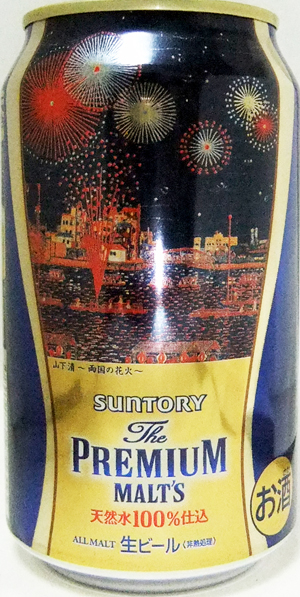 山下清～両国の花火～
SUNTORY
The
PREMIUM
MALT'S
天然水100%仕込
お酒
ALL MALT 生ビール〈非熱処理〉